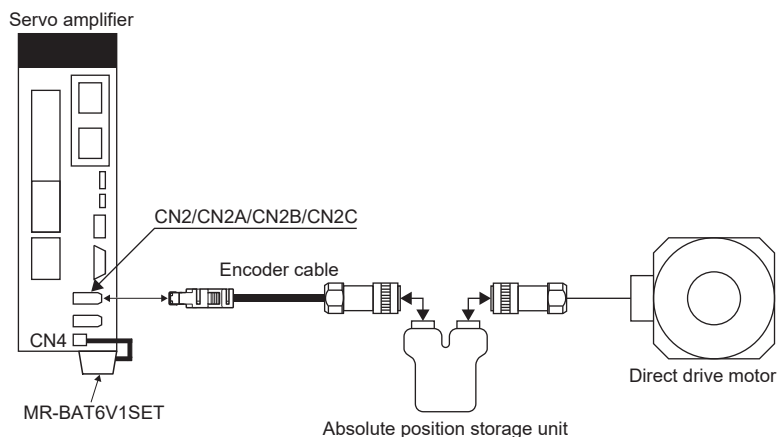 Servo amplifier
CN2/CN2A/CN2B/CN2C
Encoder cable
CN4
Direct drive motor
MR-BAT6V1SET
Absolute position storage unit